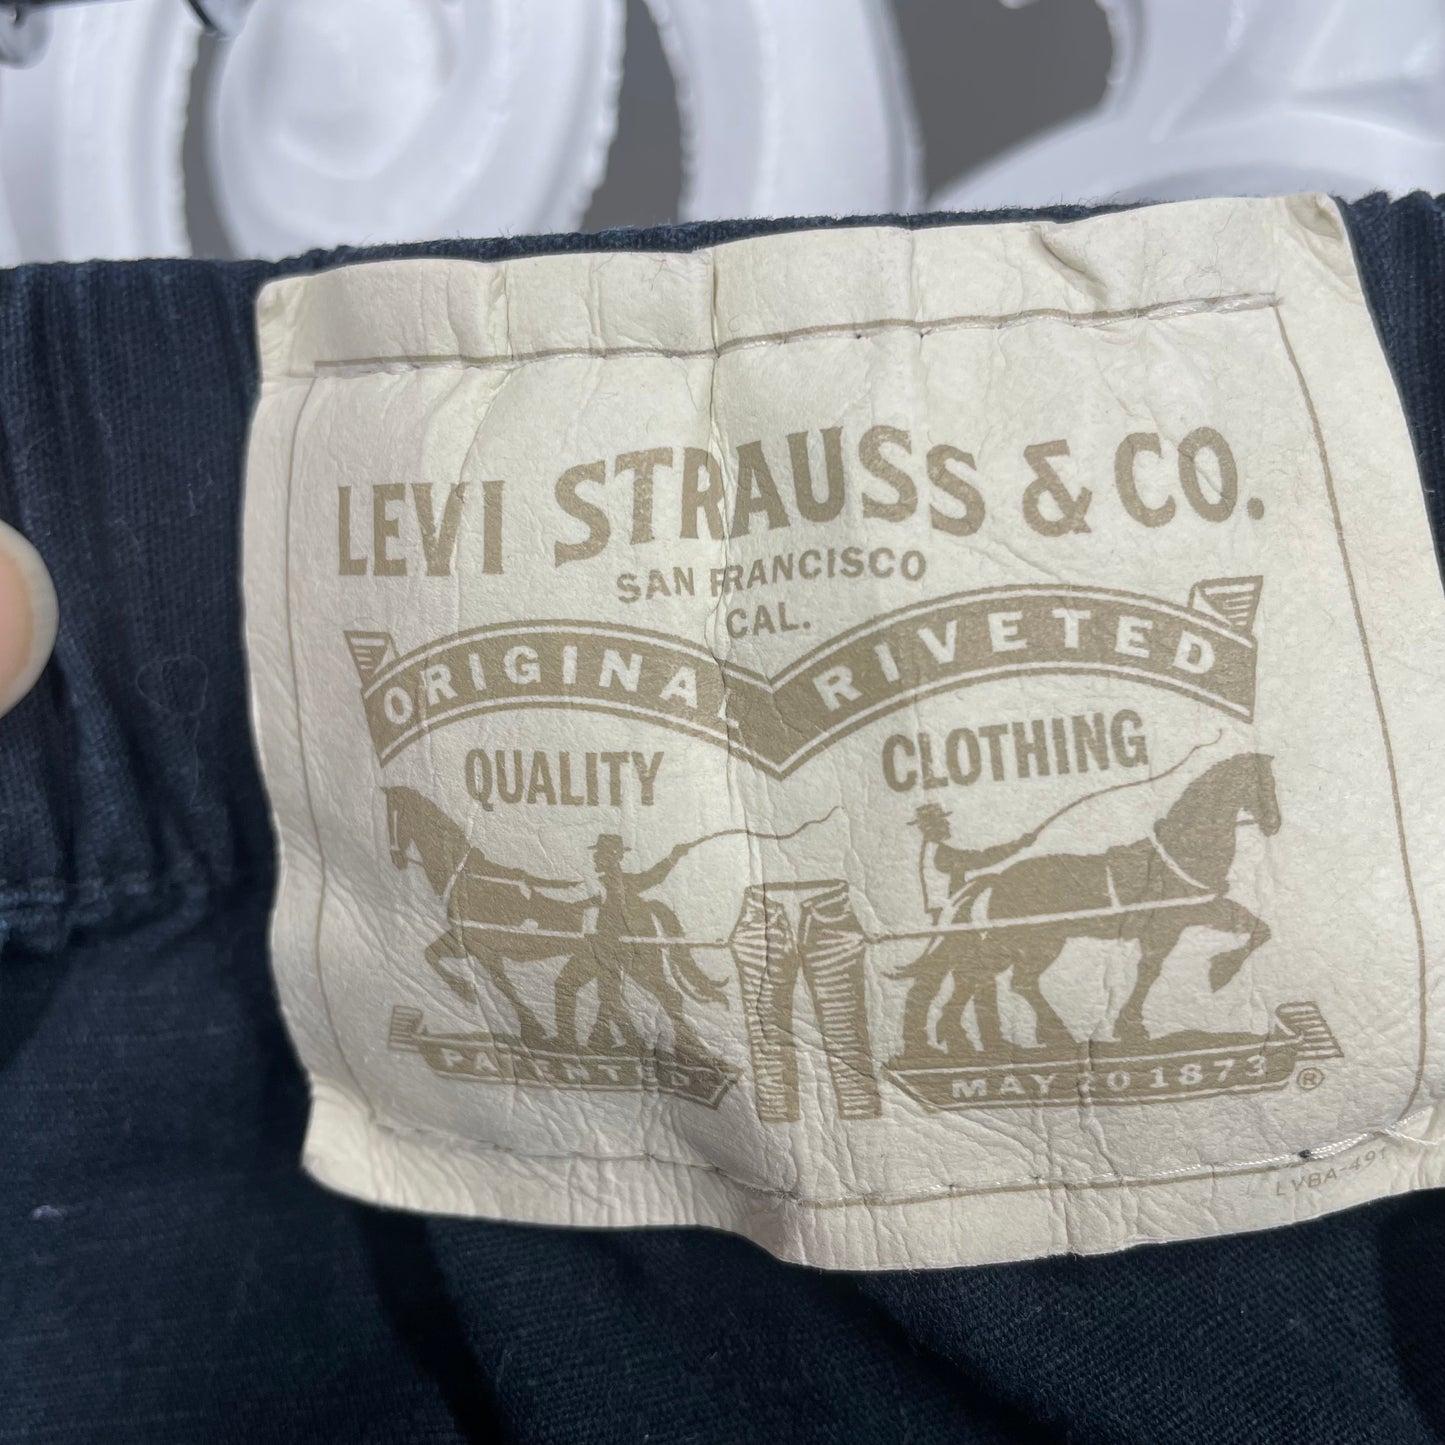 LEVI STRAUSS & CO.
SAN FRANCISCO
CAL.
ORIGINAL RIVETED
QUALITY CLOTHING
PATENTED MAY 20 1873 ®
LVBA-491